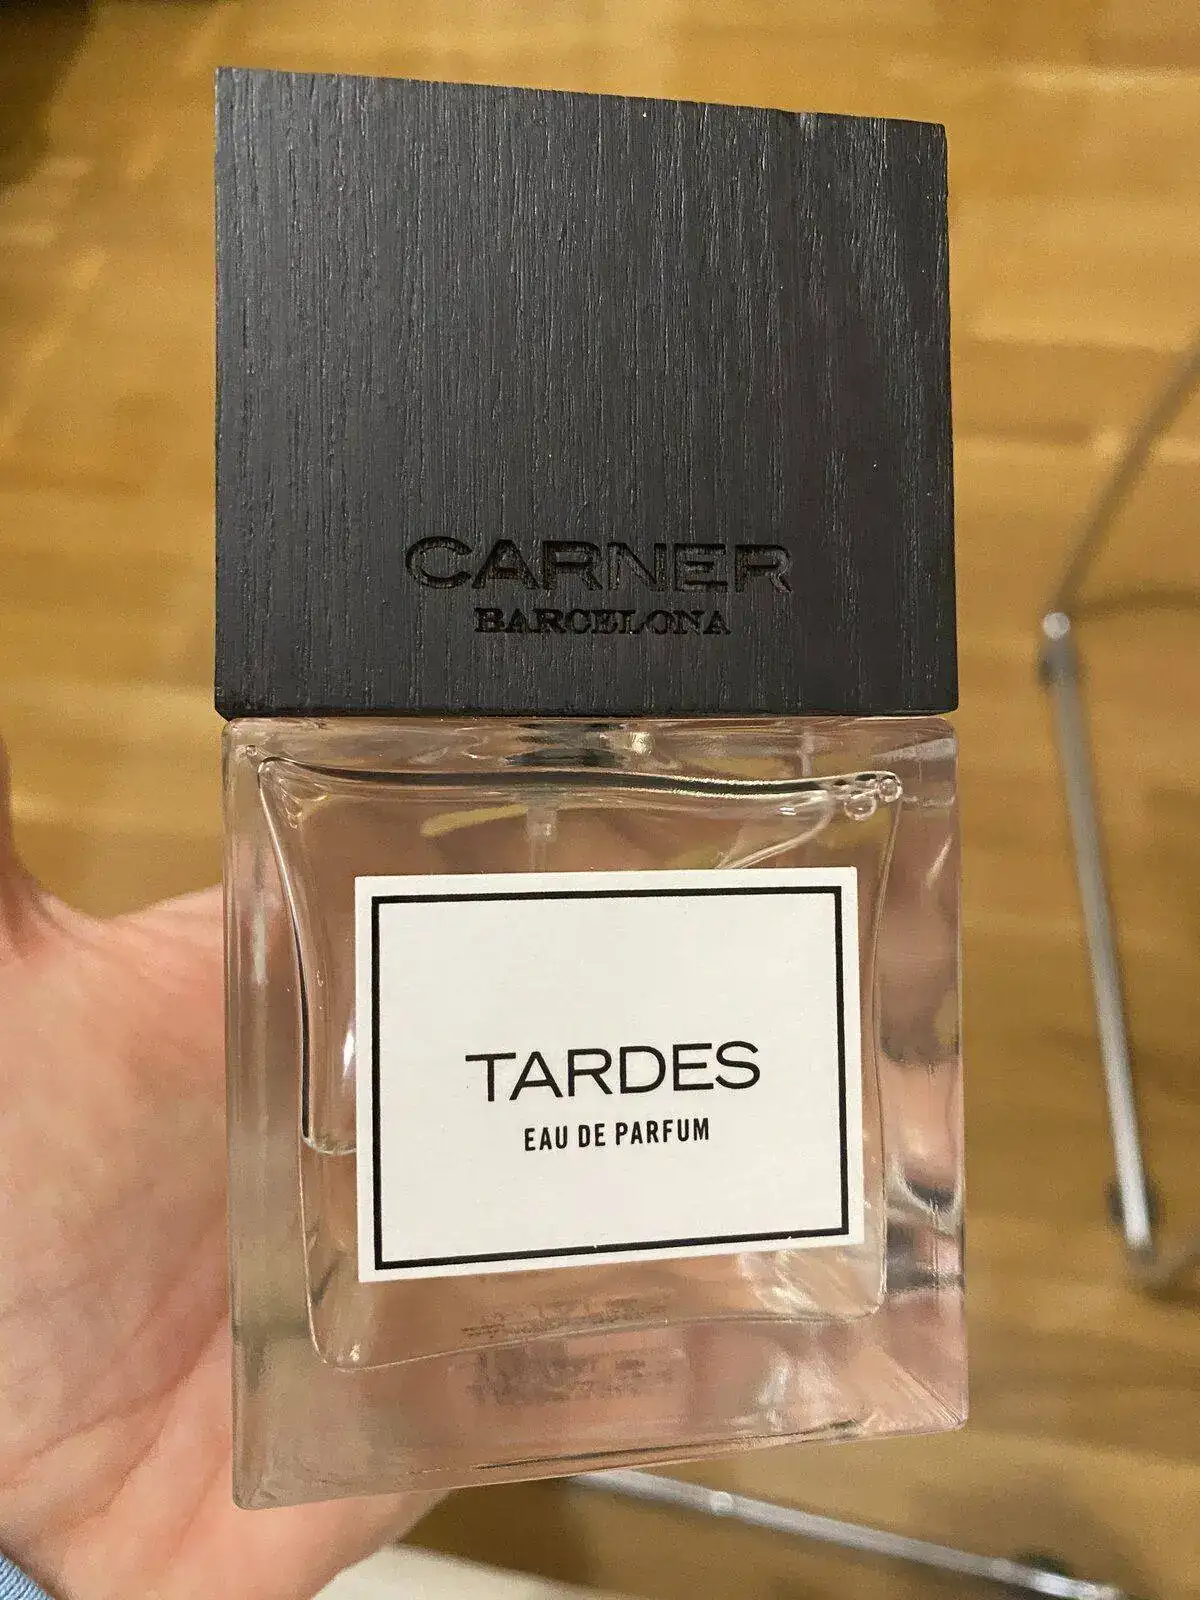 CARNER
BARCELONA
TARDES
EAU DE PARFUM